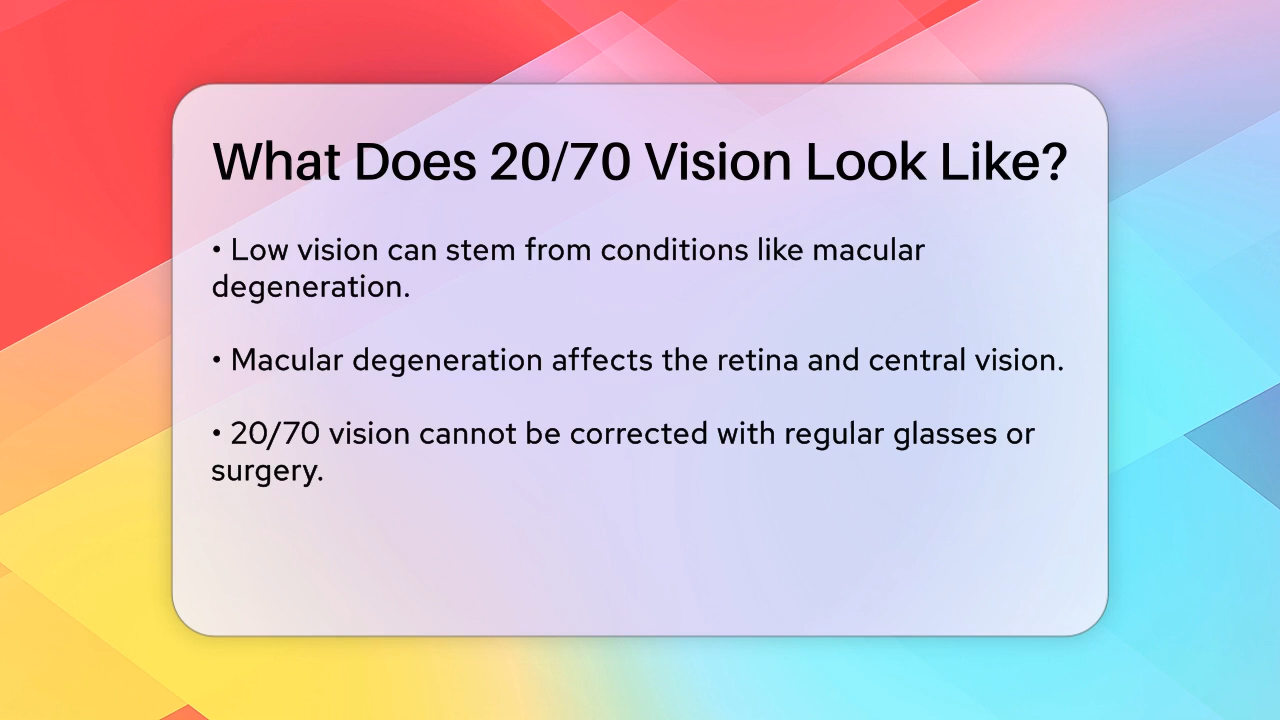 What Does 20/70 Vision Look Like?
• Low vision can stem from conditions like macular
degeneration.
• Macular degeneration affects the retina and central vision.
• 20/70 vision cannot be corrected with regular glasses or
surgery.